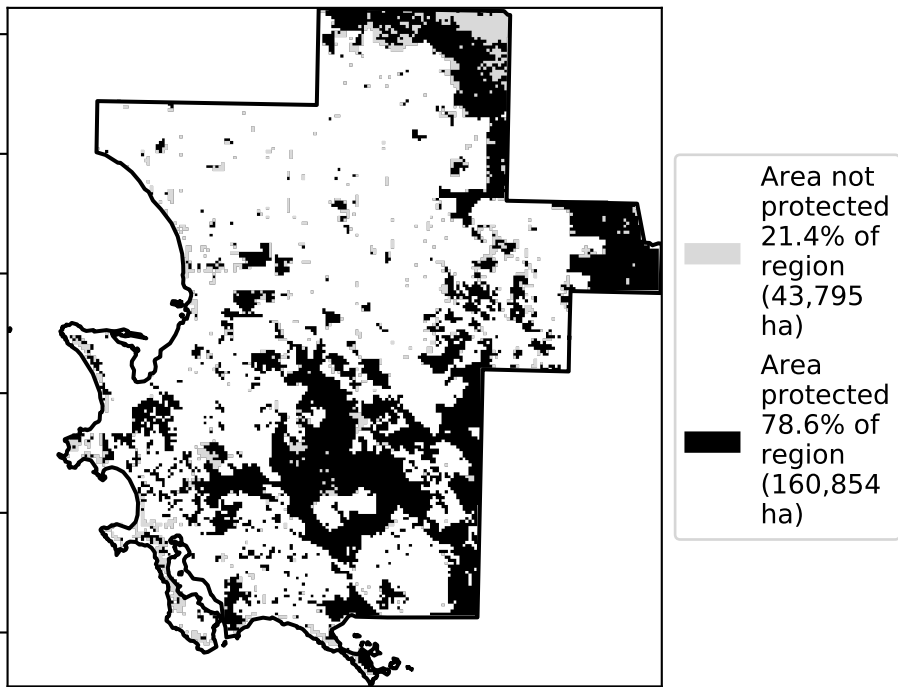 Area not
protected
21.4% of
region
(43,795
ha)
Area
protected
78.6% of
region
(160,854
ha)